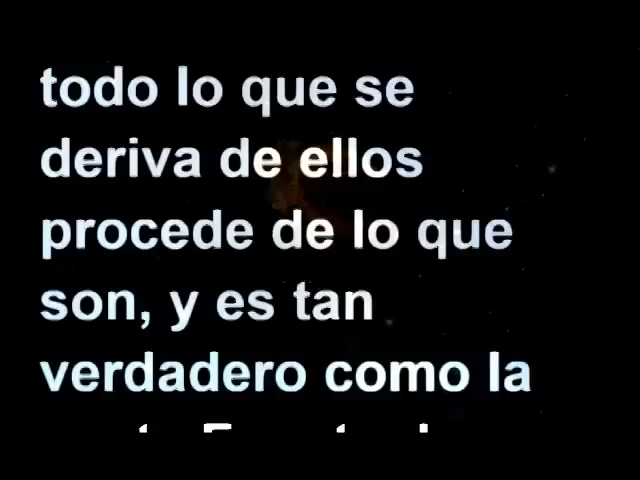 todo lo que se
deriva de ellos
procede de lo que
son, y es tan
verdadero como la